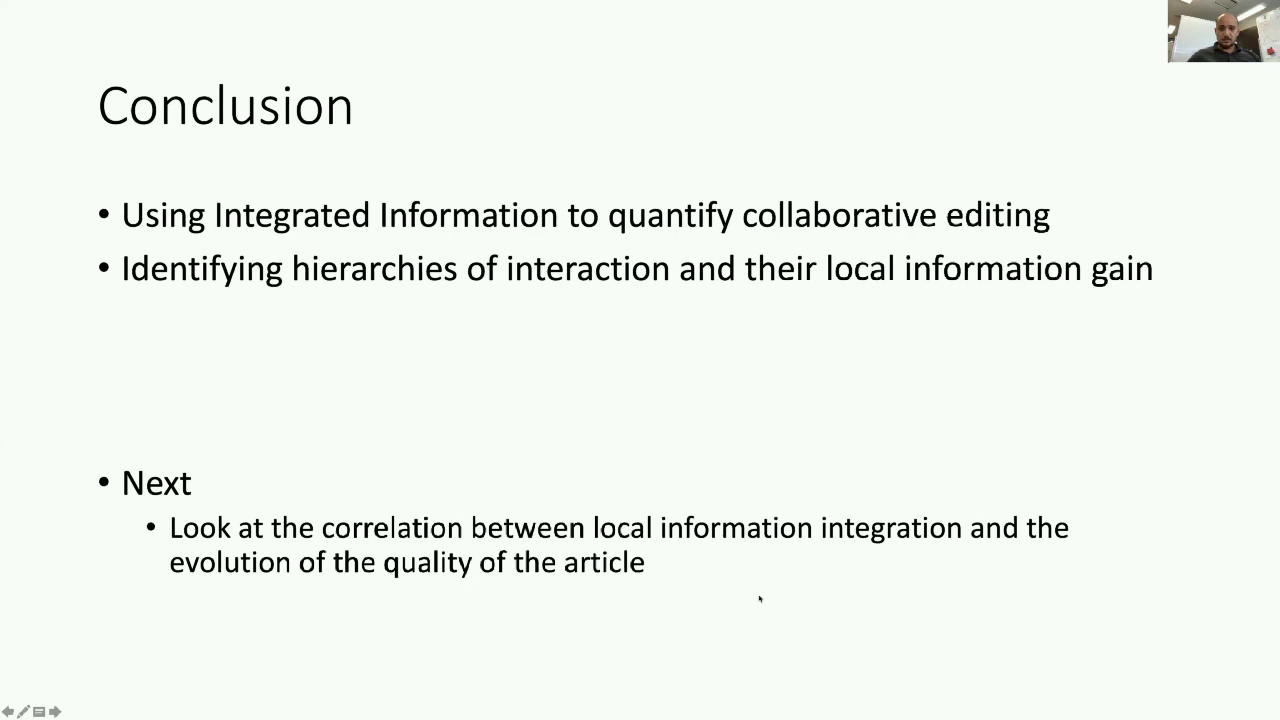 Conclusion
• Using Integrated Information to quantify collaborative editing
• Identifying hierarchies of interaction and their local information gain
• Next
• Look at the correlation between local information integration and the
evolution of the quality of the article